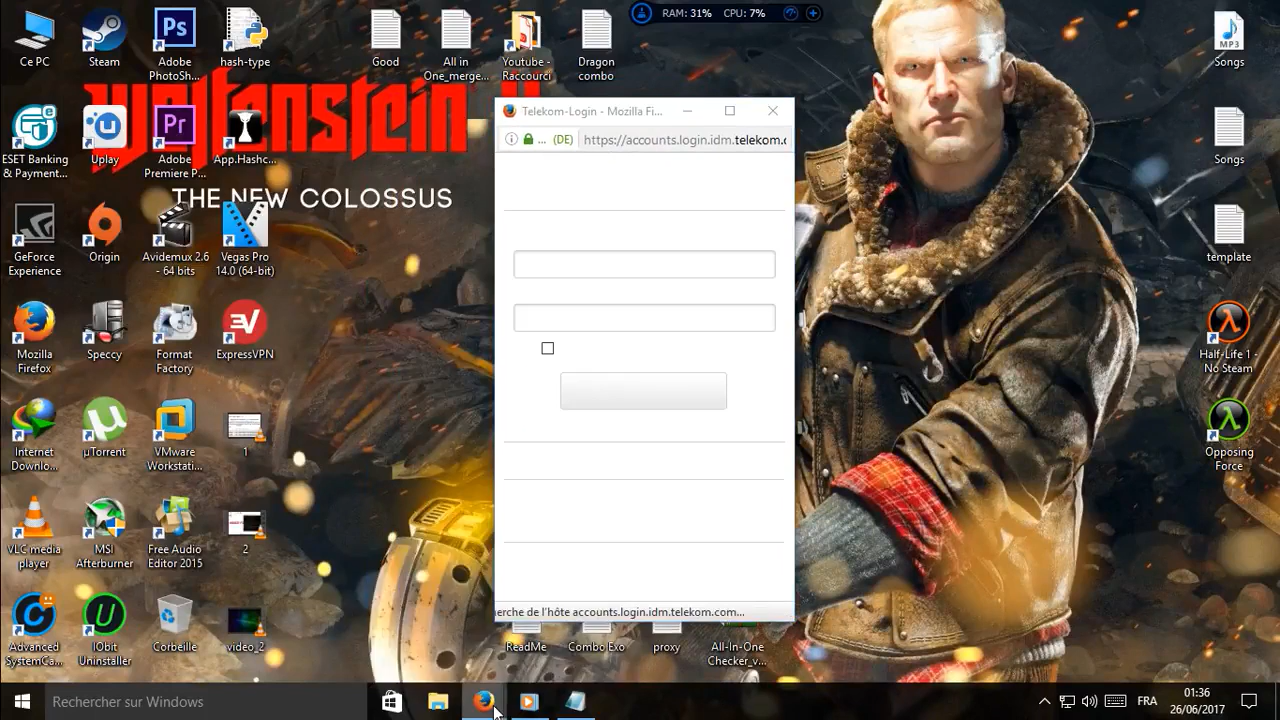 RAM: 31% CPU: 7%
Ce PC
Steam
Adobe
PhotoSh...
hash-type
Good
All in
One_merge...
Youtube -
Raccourci
Dragon
combo
Songs
Wolfenstein II
THE NEW COLOSSUS
ESET Banking
& Payment...
Uplay
Adobe
Premiere P...
App.Hashc...
Songs
Telekom-Login - Mozilla Fi...
... (DE) https://accounts.login.idm.telekom.c
GeForce
Experience
Origin
Avidemux 2.6
- 64 bits
Vegas Pro
14.0 (64-bit)
template
Mozilla
Firefox
Speccy
Format
Factory
ExpressVPN
Half-Life 1 -
No Steam
Internet
Downlo...
µTorrent
VMware
Workstati...
1
Opposing
Force
VLC media
player
MSI
Afterburner
Free Audio
Editor 2015
2
erche de l'hôte accounts.login.idm.telekom.com...
Advanced
SystemCa...
IObit
Uninstaller
Corbeille
video_2
ReadMe
Combo Exo
proxy
All-In-One
Checker_v...
Rechercher sur Windows
FRA
01:36
26/06/2017